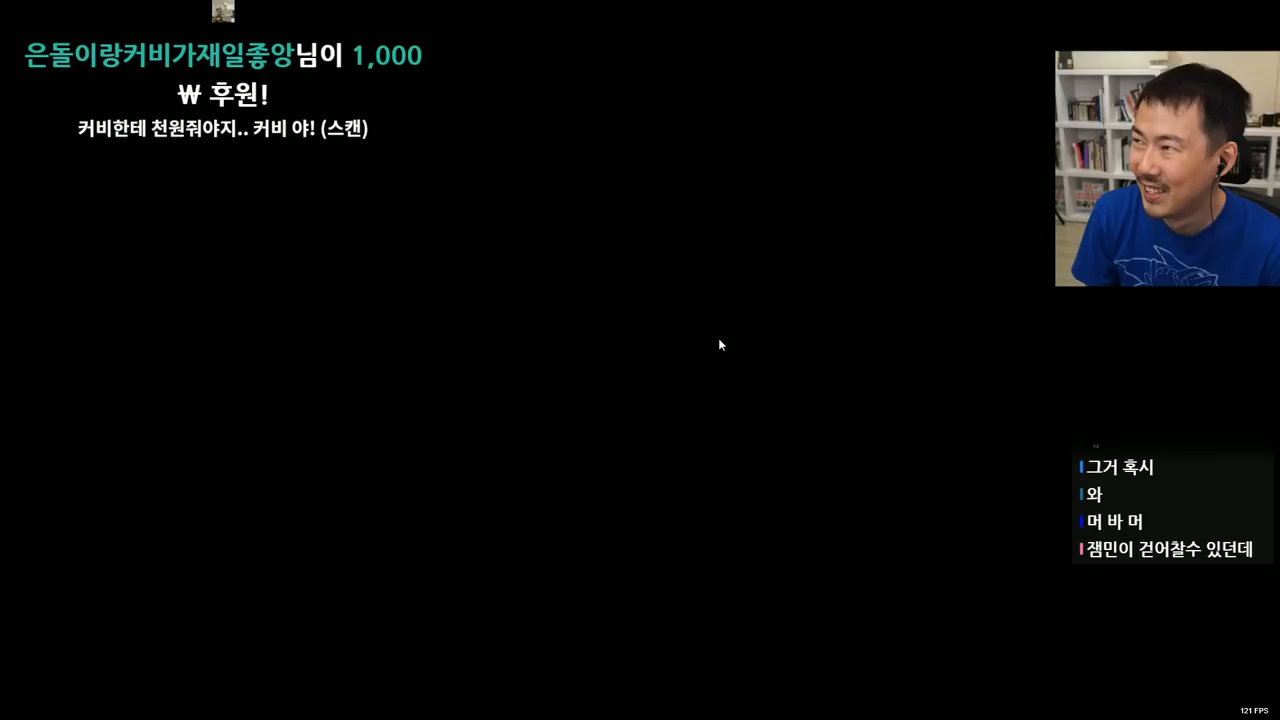 은돌이랑커비가재일좋앙님이 1,000
₩ 후원!
커비한테 천원줘야지.. 커비 야! (스캔)
그거 혹시
와
머 바 머
잼민이 걷어찰수 있던데
121 FPS